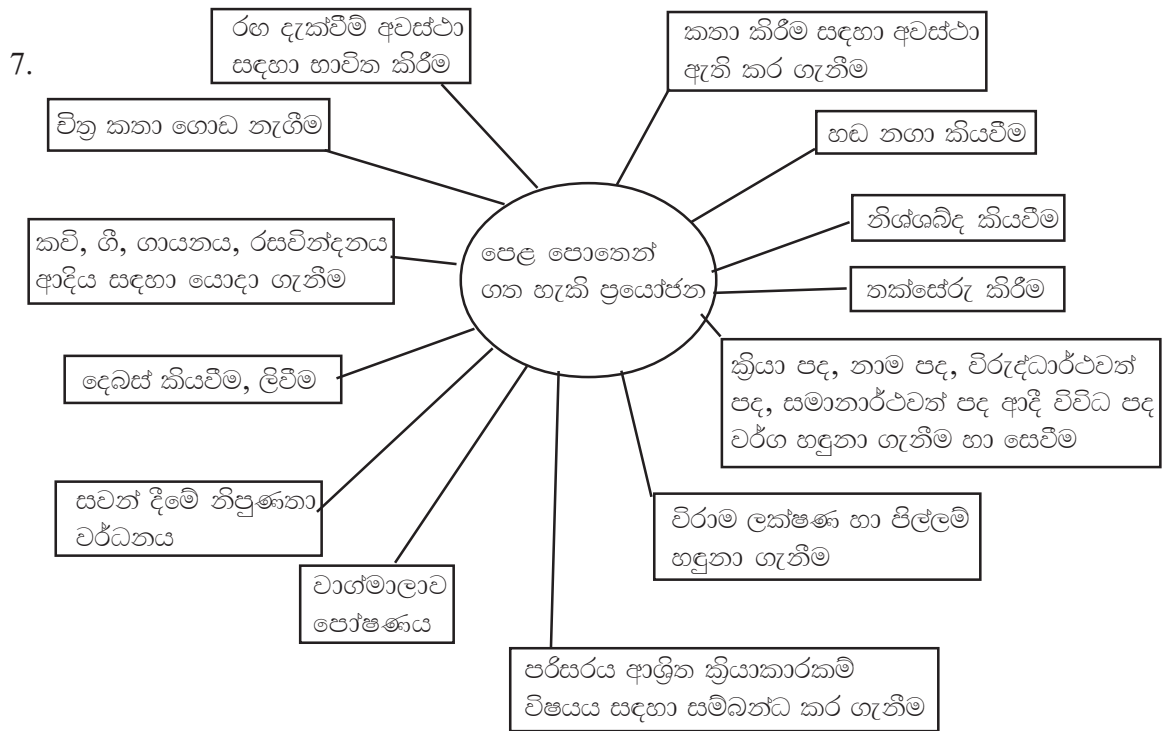 7.
රඟ දැක්වීම් අවස්ථා
සඳහා භාවිත කිරීම
කතා කිරීම සඳහා අවස්ථා
ඇති කර ගැනීම
චිත්‍ර කතා ගොඩ නැගීම
හඬ නගා කියවීම
නිශ්ශබ්ද කියවීම
කවි, ගී, ගායනය, රසවින්දනය
ආදිය සඳහා යොදා ගැනීම
පෙළ පොතෙන්
ගත හැකි ප්‍රයෝජන
තක්සේරු කිරීම
දෙබස් කියවීම, ලිවීම
ක්‍රියා පද, නාම පද, විරුද්ධාර්ථවත්
පද, සමානාර්ථවත් පද ආදී විවිධ පද
වර්ග හඳුනා ගැනීම හා සෙවීම
සවන් දීමේ නිපුණතා
වර්ධනය
විරාම ලක්ෂණ හා පිල්ලම්
හඳුනා ගැනීම
වාග්මාලාව
පෝෂණය
පරිසරය ආශ්‍රිත ක්‍රියාකාරකම්
විෂයය සඳහා සම්බන්ධ කර ගැනීම